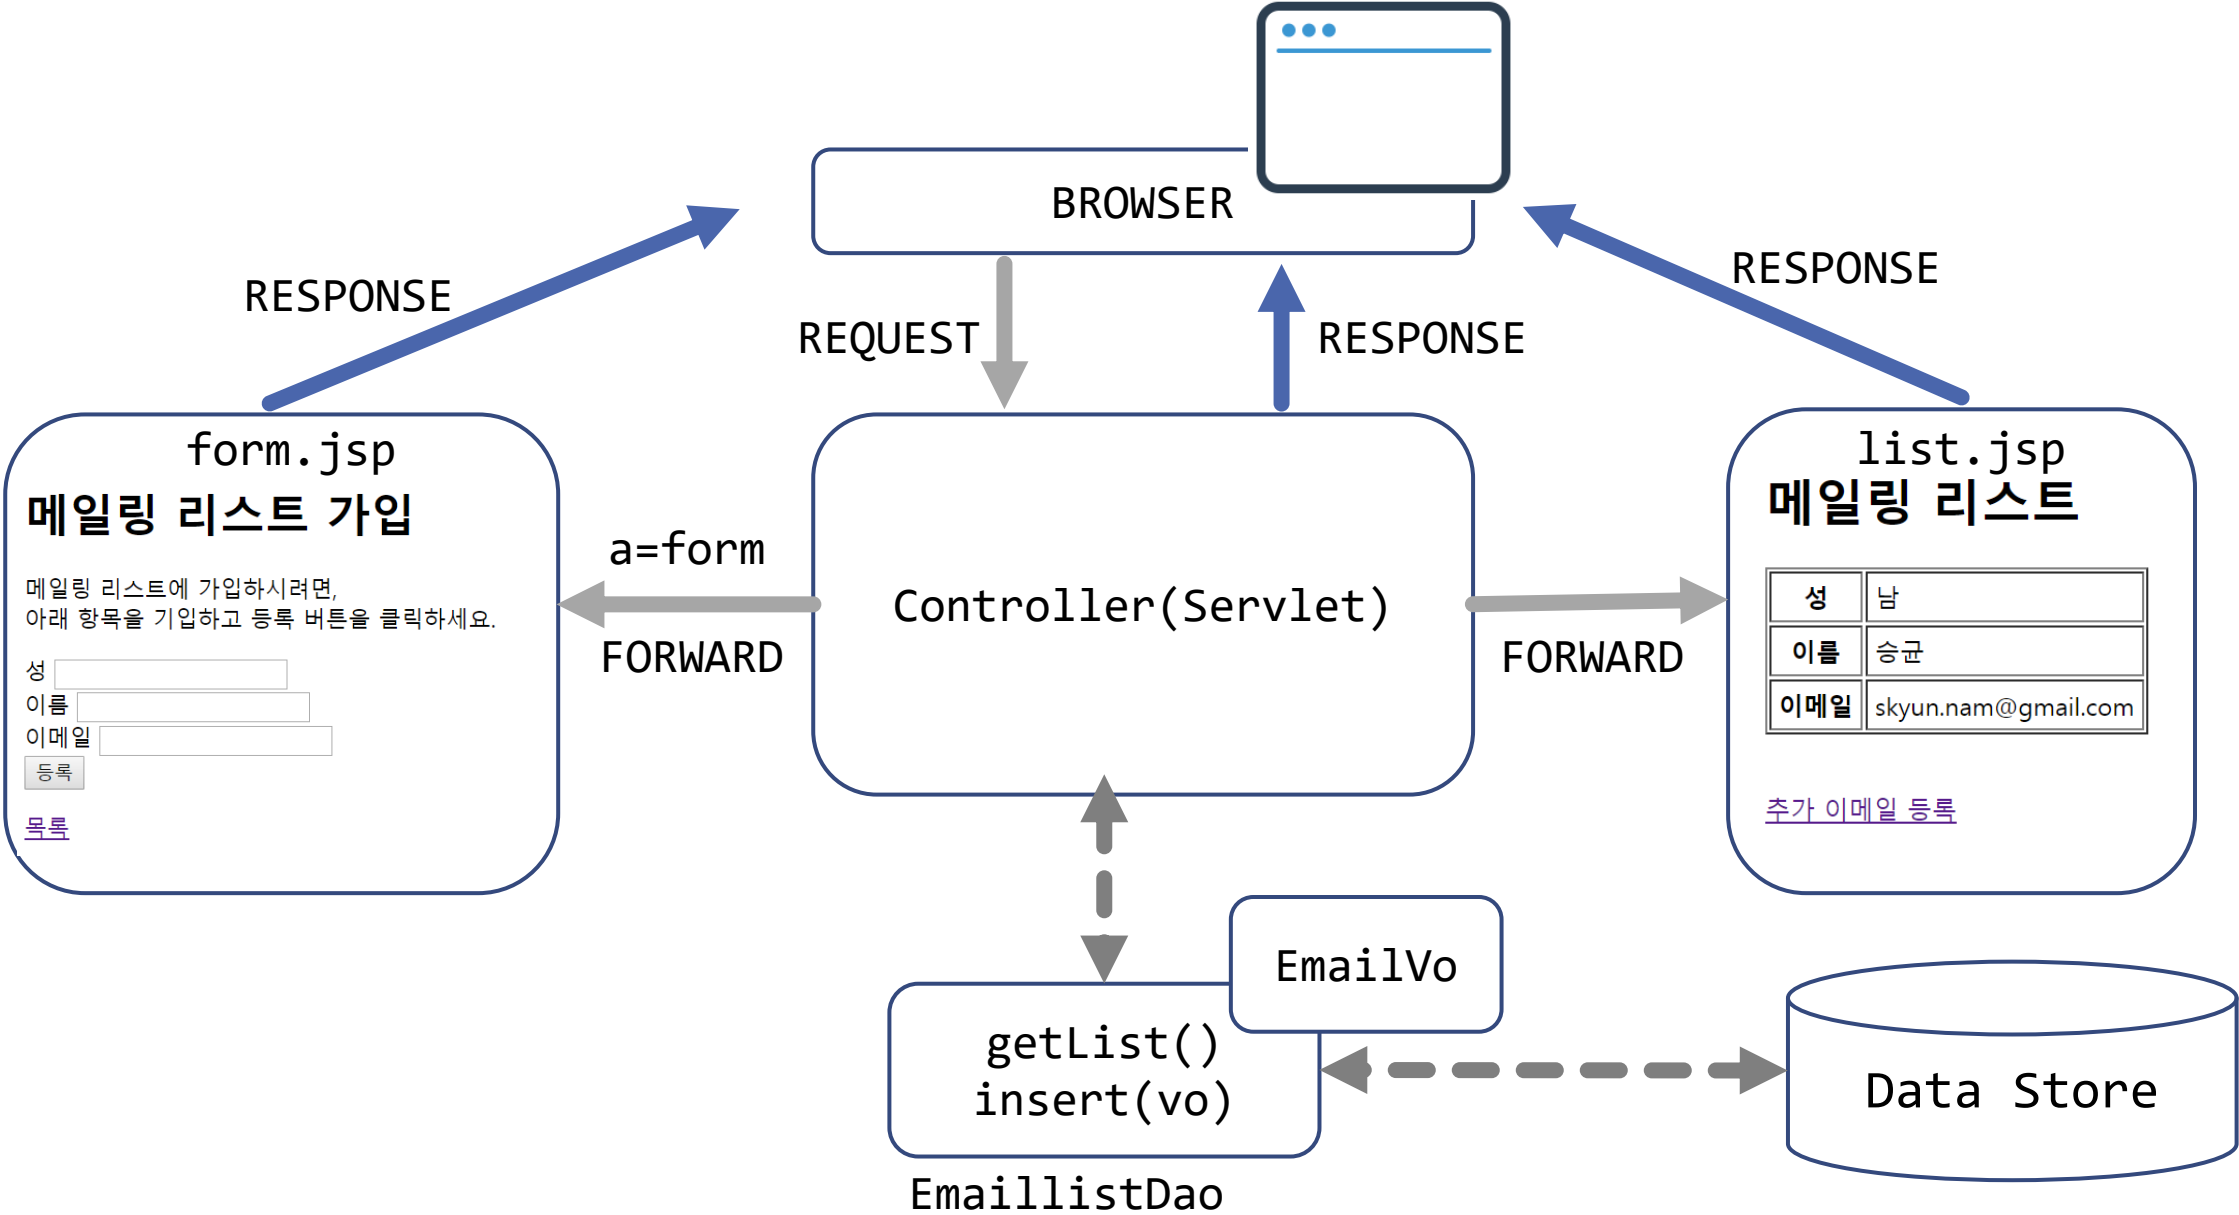 BROWSER
RESPONSE
RESPONSE
REQUEST
RESPONSE
form.jsp
메일링 리스트 가입
메일링 리스트에 가입하시려면,
아래 항목을 기입하고 등록 버튼을 클릭하세요.
성
이름
이메일
등록
목록
a=form
FORWARD
Controller(Servlet)
FORWARD
list.jsp
메일링 리스트
성 남
이름 승균
이메일 skyun.nam@gmail.com
추가 이메일 등록
EmailVo
getList()
insert(vo)
EmaillistDao
Data Store